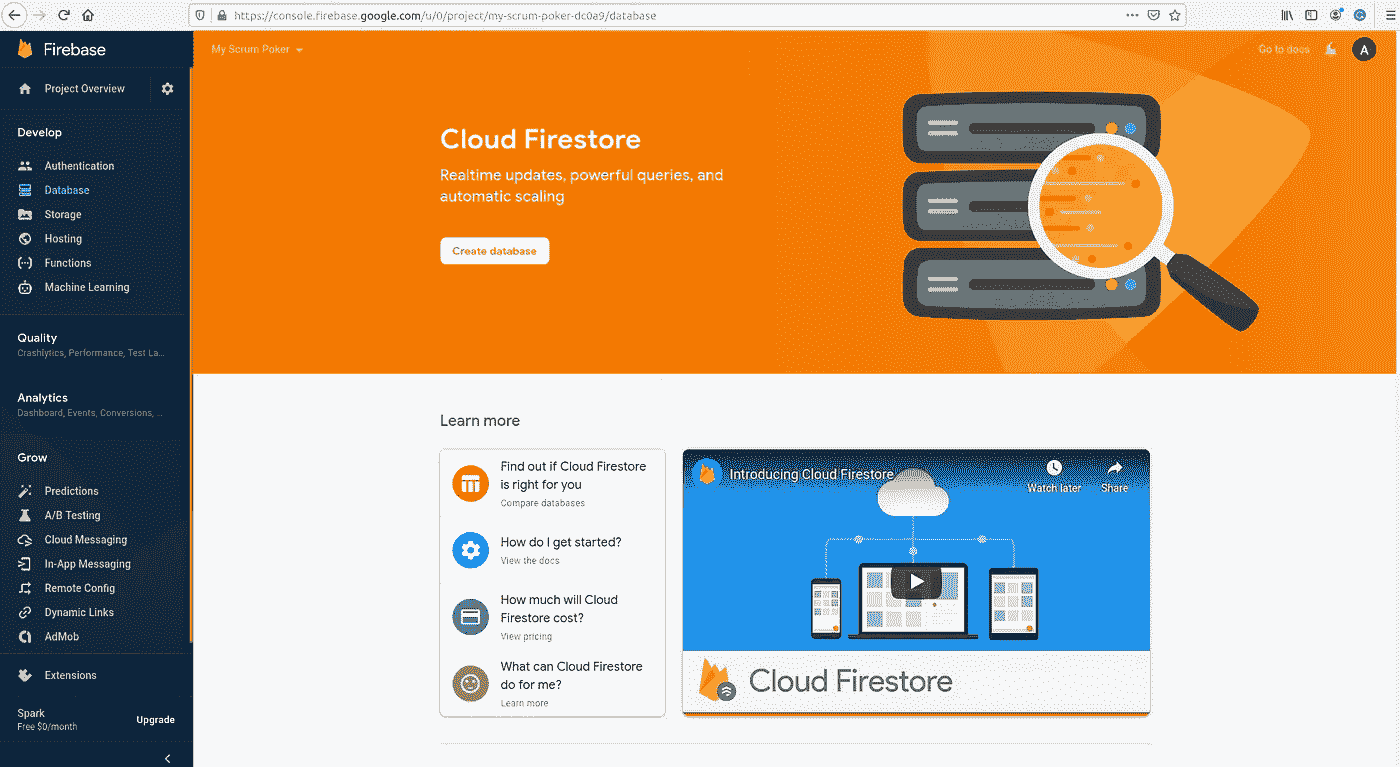 https://console.firebase.google.com/u/0/project/my-scrum-poker-dc0a9/database
Firebase
Project Overview
Develop
Authentication
Database
Storage
Hosting
Functions
Machine Learning
Quality
Crashlytics, Performance, Test La...
Analytics
Dashboard, Events, Conversions, ...
Grow
Predictions
A/B Testing
Cloud Messaging
In-App Messaging
Remote Config
Dynamic Links
AdMob
Extensions
Spark
Free $0/month
Upgrade
My Scrum Poker
Go to docs
A
Cloud Firestore
Realtime updates, powerful queries, and
automatic scaling
Create database
Learn more
Find out if Cloud Firestore
is right for you
Compare databases
How do I get started?
View the docs
How much will Cloud
Firestore cost?
View pricing
What can Cloud Firestore
do for me?
Learn more
Introducing Cloud Firestore
Watch later
Share
Cloud Firestore